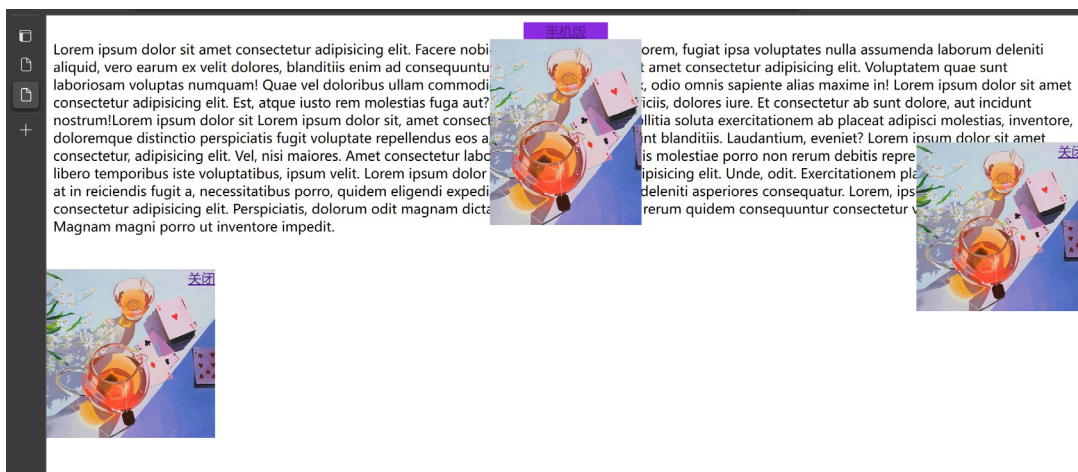 手机版
Lorem ipsum dolor sit amet consectetur adipisicing elit. Facere nobi orem, fugiat ipsa voluptates nulla assumenda laborum deleniti
aliquid, vero earum ex velit dolores, blanditiis enim ad consequuntu t amet consectetur adipisicing elit. Voluptatem quae sunt
laboriosam voluptas numquam! Quae vel doloribus ullam commodi , odio omnis sapiente alias maxime in! Lorem ipsum dolor sit amet
consectetur adipisicing elit. Est, atque iusto rem molestias fuga aut? iciis, dolores iure. Et consectetur ab sunt dolore, aut incidunt
nostrum!Lorem ipsum dolor sit Lorem ipsum dolor sit, amet consect llitia soluta exercitationem ab placeat adipisci molestias, inventore,
doloremque distinctio perspiciatis fugit voluptate repellendus eos a unt blanditiis. Laudantium, eveniet? Lorem ipsum dolor sit amet
consectetur, adipisicing elit. Vel, nisi maiores. Amet consectetur labo is molestiae porro non rerum debitis repre
关闭
libero temporibus iste voluptatibus, ipsum velit. Lorem ipsum dolor ipisicing elit. Unde, odit. Exercitationem pla
at in reiciendis fugit a, necessitatibus porro, quidem eligendi expedi deleniti asperiores consequatur. Lorem, ips
consectetur adipisicing elit. Perspiciatis, dolorum odit magnam dicta rerum quidem consequuntur consectetur v
Magnam magni porro ut inventore impedit.
关闭